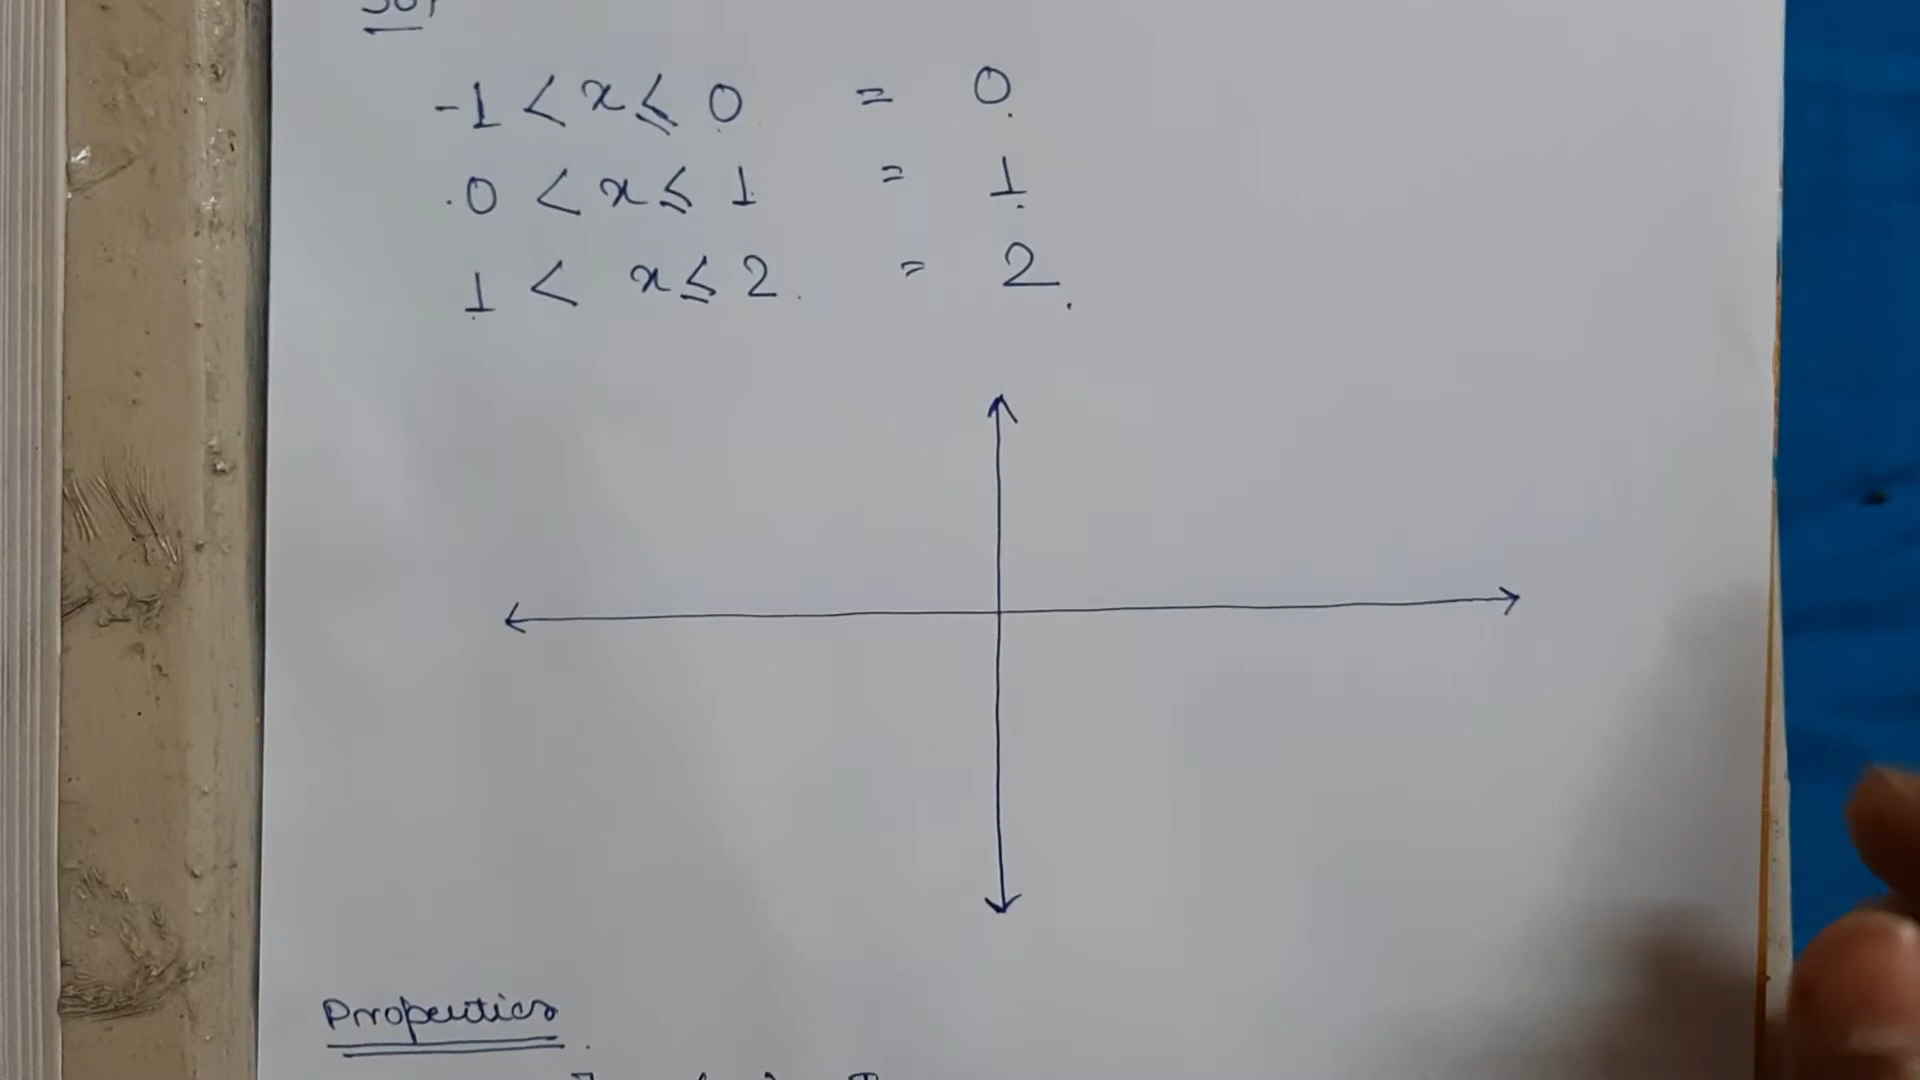 -1 < x ≤ 0 = 0
0 < x ≤ 1 = 1
1 < x ≤ 2 = 2
Properties